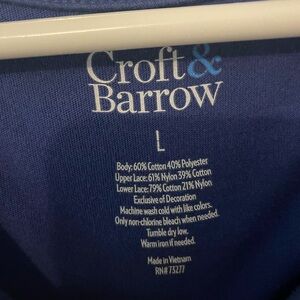 Croft &
Barrow
L
Body: 60% Cotton 40% Polyester
Upper Lace: 61% Nylon 39% Cotton
Lower Lace: 79% Cotton 21% Nylon
Exclusive of Decoration
Machine wash cold with like colors.
Only non-chlorine bleach when needed.
Tumble dry low.
Warm iron if needed.
Made in Vietnam
RN# 73277